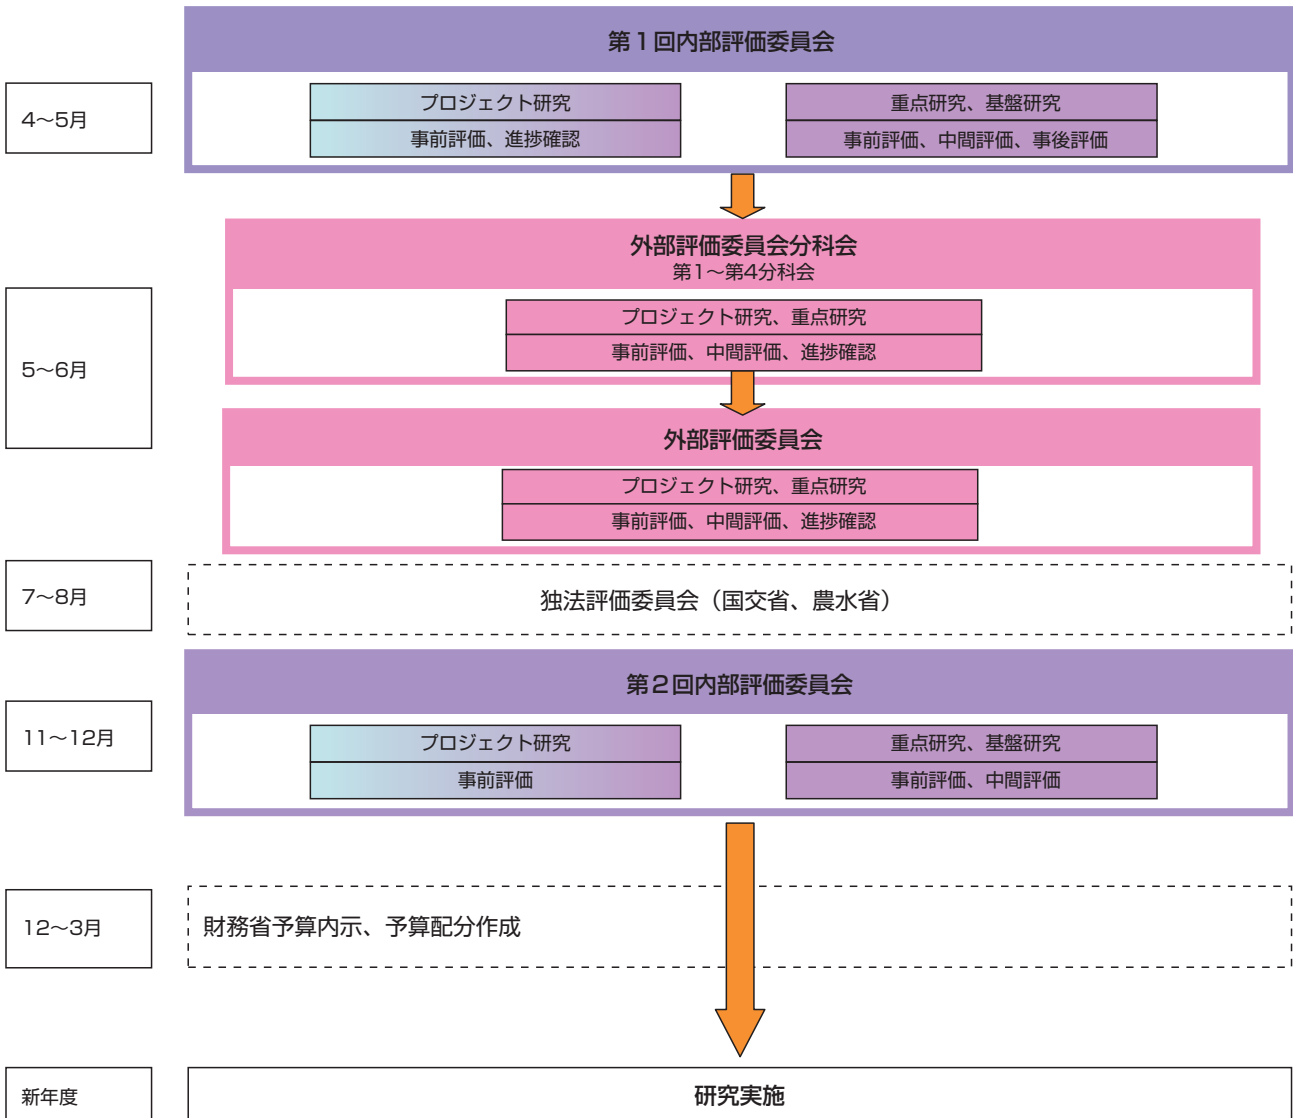 第1回内部評価委員会
4～5月
プロジェクト研究
事前評価、進捗確認
重点研究、基盤研究
事前評価、中間評価、事後評価
5～6月
外部評価委員会分科会
第1～第4分科会
プロジェクト研究、重点研究
事前評価、中間評価、進捗確認
外部評価委員会
プロジェクト研究、重点研究
事前評価、中間評価、進捗確認
7～8月
独法評価委員会（国交省、農水省）
第2回内部評価委員会
11～12月
プロジェクト研究
事前評価
重点研究、基盤研究
事前評価、中間評価
12～3月
財務省予算内示、予算配分作成
新年度
研究実施